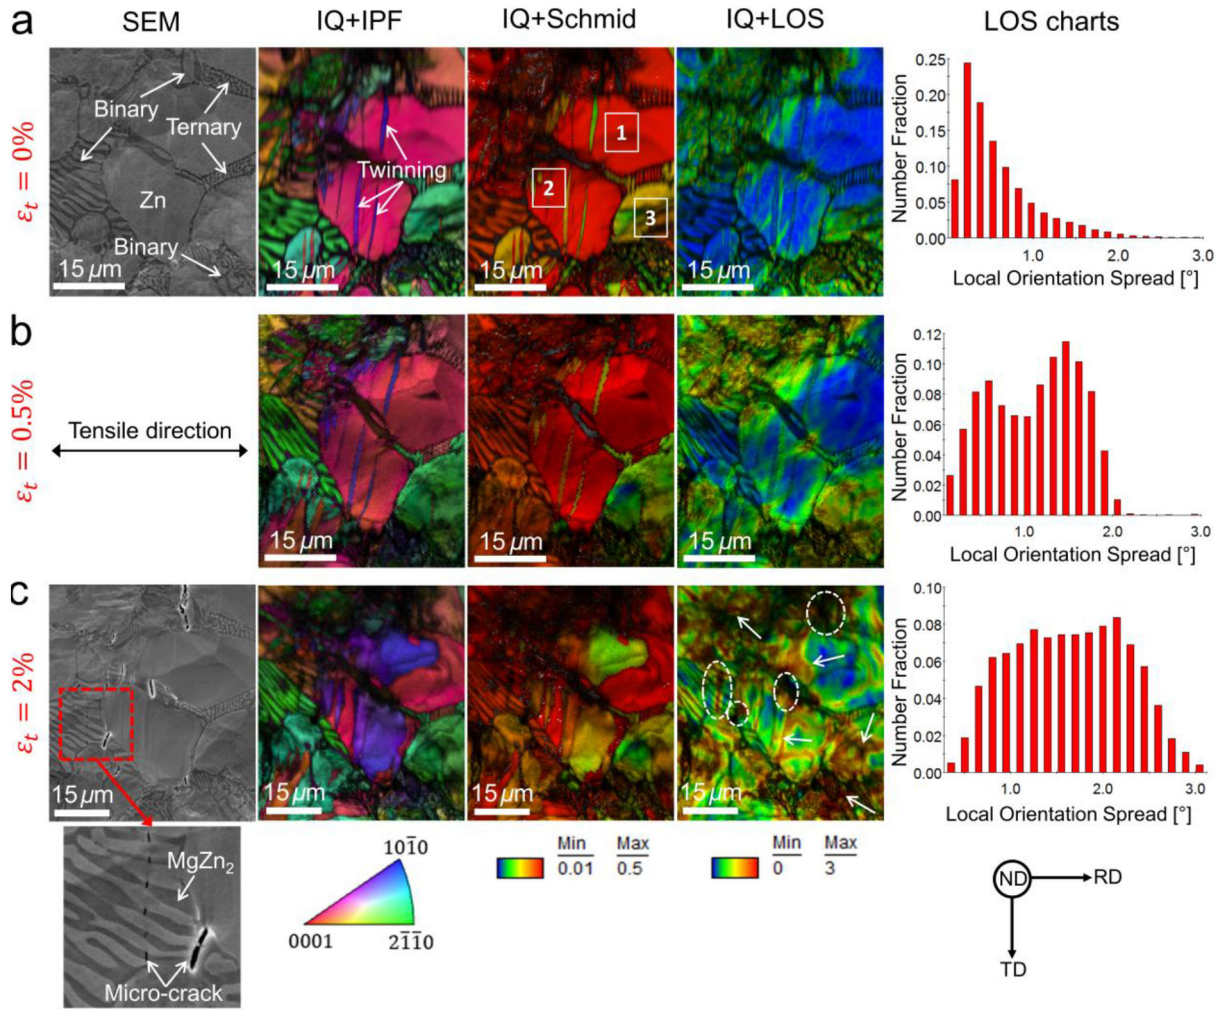 a
SEM
IQ+IPF
IQ+Schmid
IQ+LOS
LOS charts
εt = 0%
Binary
Ternary
Zn
Binary
15 µm
Twinning
15 µm
1
2
3
15 µm
15 µm
Number Fraction
0.25
0.20
0.15
0.10
0.05
0.00
1.0
2.0
3.0
Local Orientation Spread [°]
b
εt = 0.5%
Tensile direction
15 µm
15 µm
15 µm
Number Fraction
0.12
0.10
0.08
0.06
0.04
0.02
0.00
1.0
2.0
3.0
Local Orientation Spread [°]
c
εt = 2%
15 µm
15 µm
15 µm
15 µm
Number Fraction
0.10
0.08
0.06
0.04
0.02
0.00
1.0
2.0
3.0
Local Orientation Spread [°]
MgZn₂
Micro-crack
101̄0
0001
21̄1̄0
Min Max
0.01 0.5
Min Max
0 3
ND
RD
TD